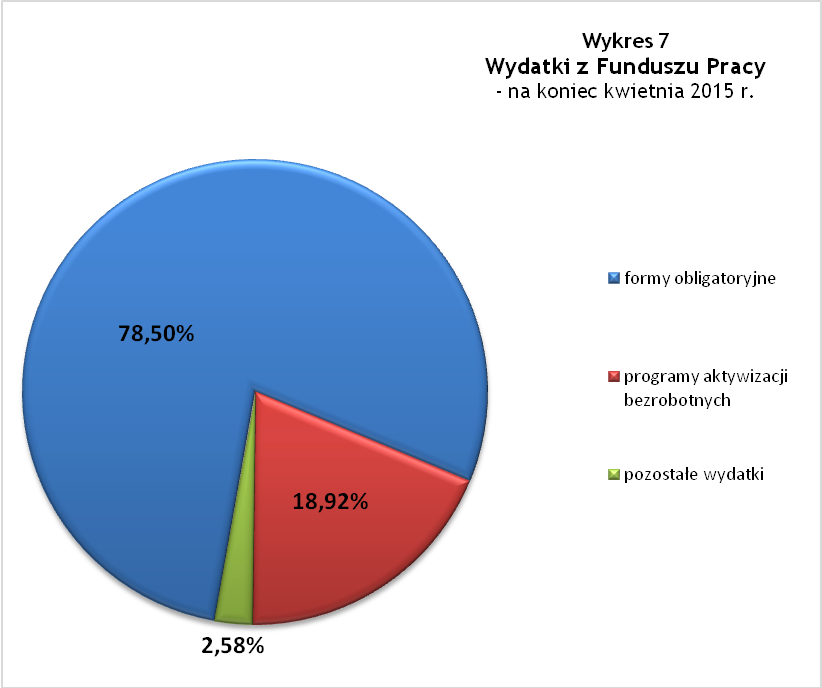 Wykres 7
Wydatki z Funduszu Pracy
- na koniec kwietnia 2015 r.
formy obligatoryjne
78,50%
programy aktywizacji
bezrobotnych
pozostałe wydatki
18,92%
2,58%